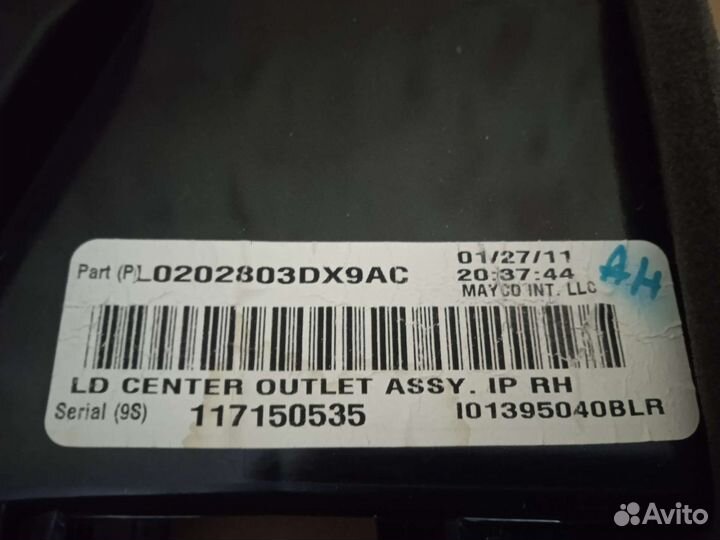 Part (P) L0202803DX9AC
01/27/11
20:37:44
MAYCO INT. LLC
AH
LD CENTER OUTLET ASSY. IP RH
Serial (9S) 117150535
I01395040BLR
Avito